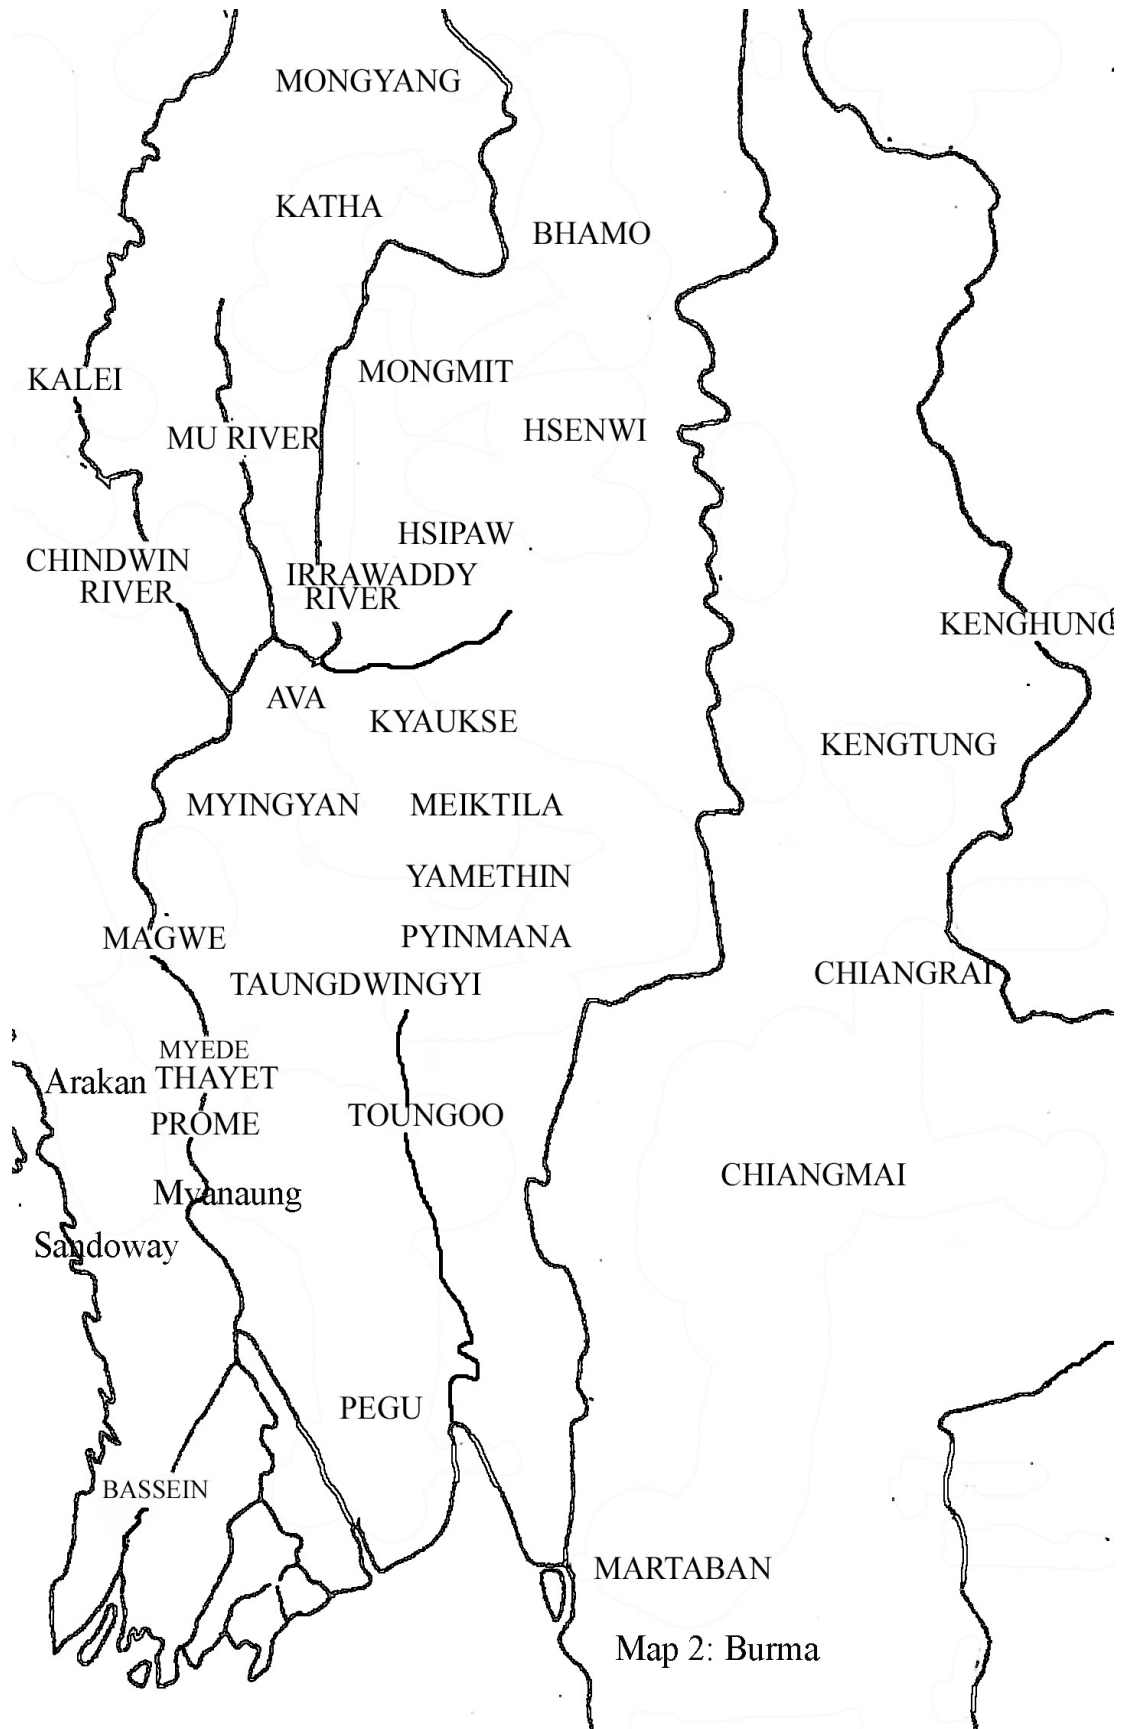 MONGYANG
KATHA
BHAMO
KALEI
MONGMIT
MU RIVER
HSENWI
HSIPAW
CHINDWIN
RIVER
IRRAWADDY
RIVER
KENGHUNG
AVA
KYAUKSE
KENGTUNG
MYINGYAN
MEIKTILA
YAMETHIN
MAGWE
PYINMANA
TAUNGDWINGYI
CHIANGRAI
MYEDE
Arakan
THAYET
PROME
TOUNGOO
CHIANGMAI
Myanaung
Sandoway
PEGU
BASSEIN
MARTABAN
Map 2: Burma